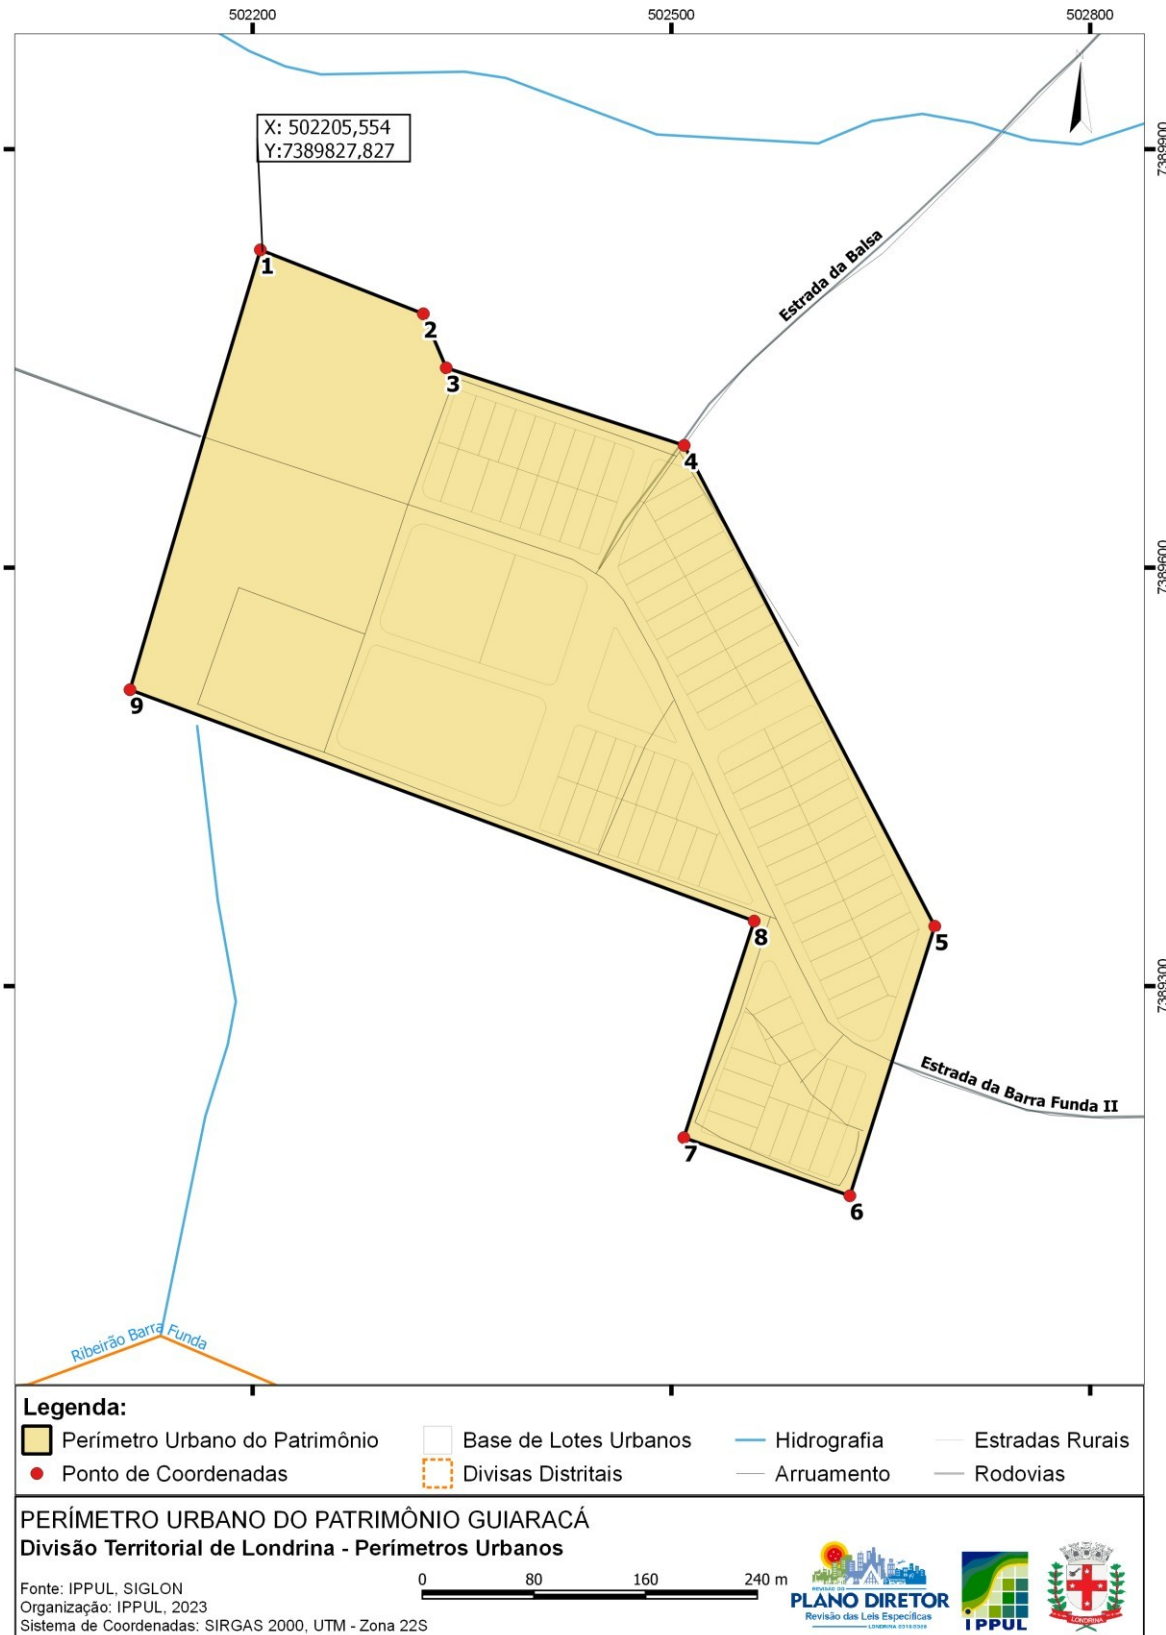 502200
502500
502800
X: 502205,554
Y:7389827,827
7389900
Estrada da Balsa
1
2
3
4
7389600
9
8
5
7389300
Estrada da Barra Funda II
7
6
Ribeirão Barra Funda
Legenda:
Perímetro Urbano do Patrimônio
Base de Lotes Urbanos
Hidrografia
Estradas Rurais
Ponto de Coordenadas
Divisas Distritais
Arruamento
Rodovias
PERÍMETRO URBANO DO PATRIMÔNIO GUIARACÁ
Divisão Territorial de Londrina - Perímetros Urbanos
Fonte: IPPUL, SIGLON
Organização: IPPUL, 2023
Sistema de Coordenadas: SIRGAS 2000, UTM - Zona 22S
0 80 160 240 m
REVISÃO DO
PLANO DIRETOR
Revisão das Leis Específicas
IPPUL
LONDRINA